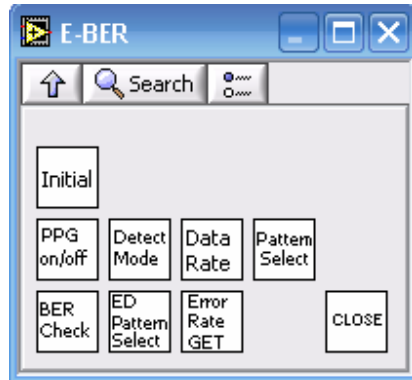 E-BER
Search
Initial
PPG
on/off
Detect
Mode
Data
Rate
Pattern
Select
BER
Check
ED
Pattern
Select
Error
Rate
GET
CLOSE